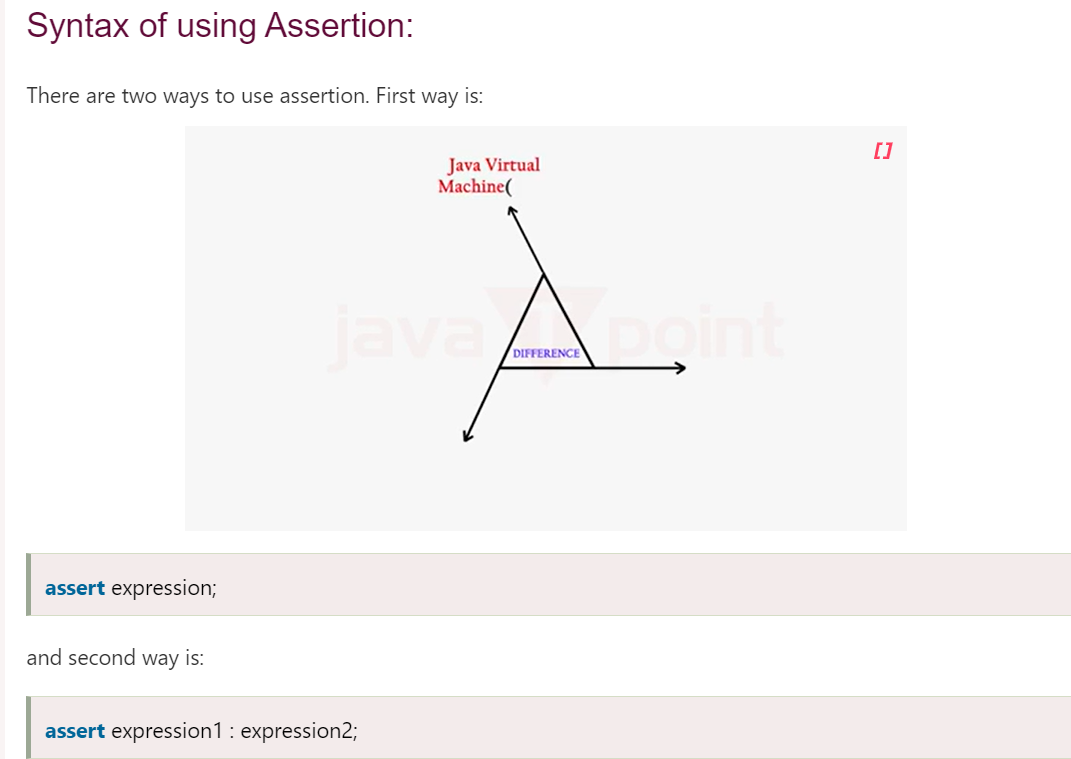 Syntax of using Assertion:
There are two ways to use assertion. First way is:
[]
Java Virtual
Machine(
java point
DIFFERENCE
assert expression;
and second way is:
assert expression1 : expression2;